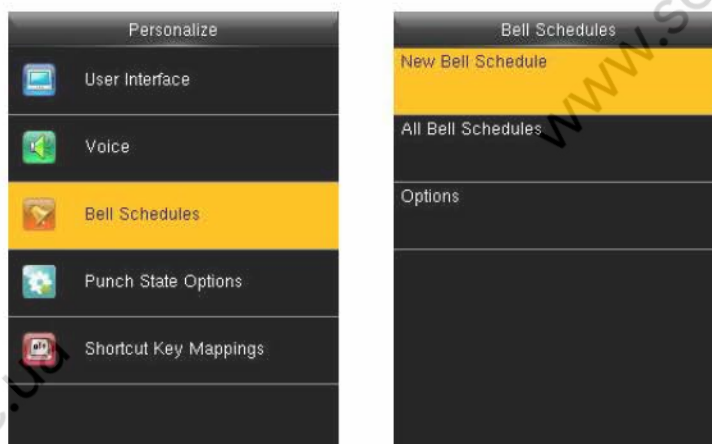 Personalize
User Interface
Voice
Bell Schedules
Punch State Options
Shortcut Key Mappings
Bell Schedules
New Bell Schedule
All Bell Schedules
Options